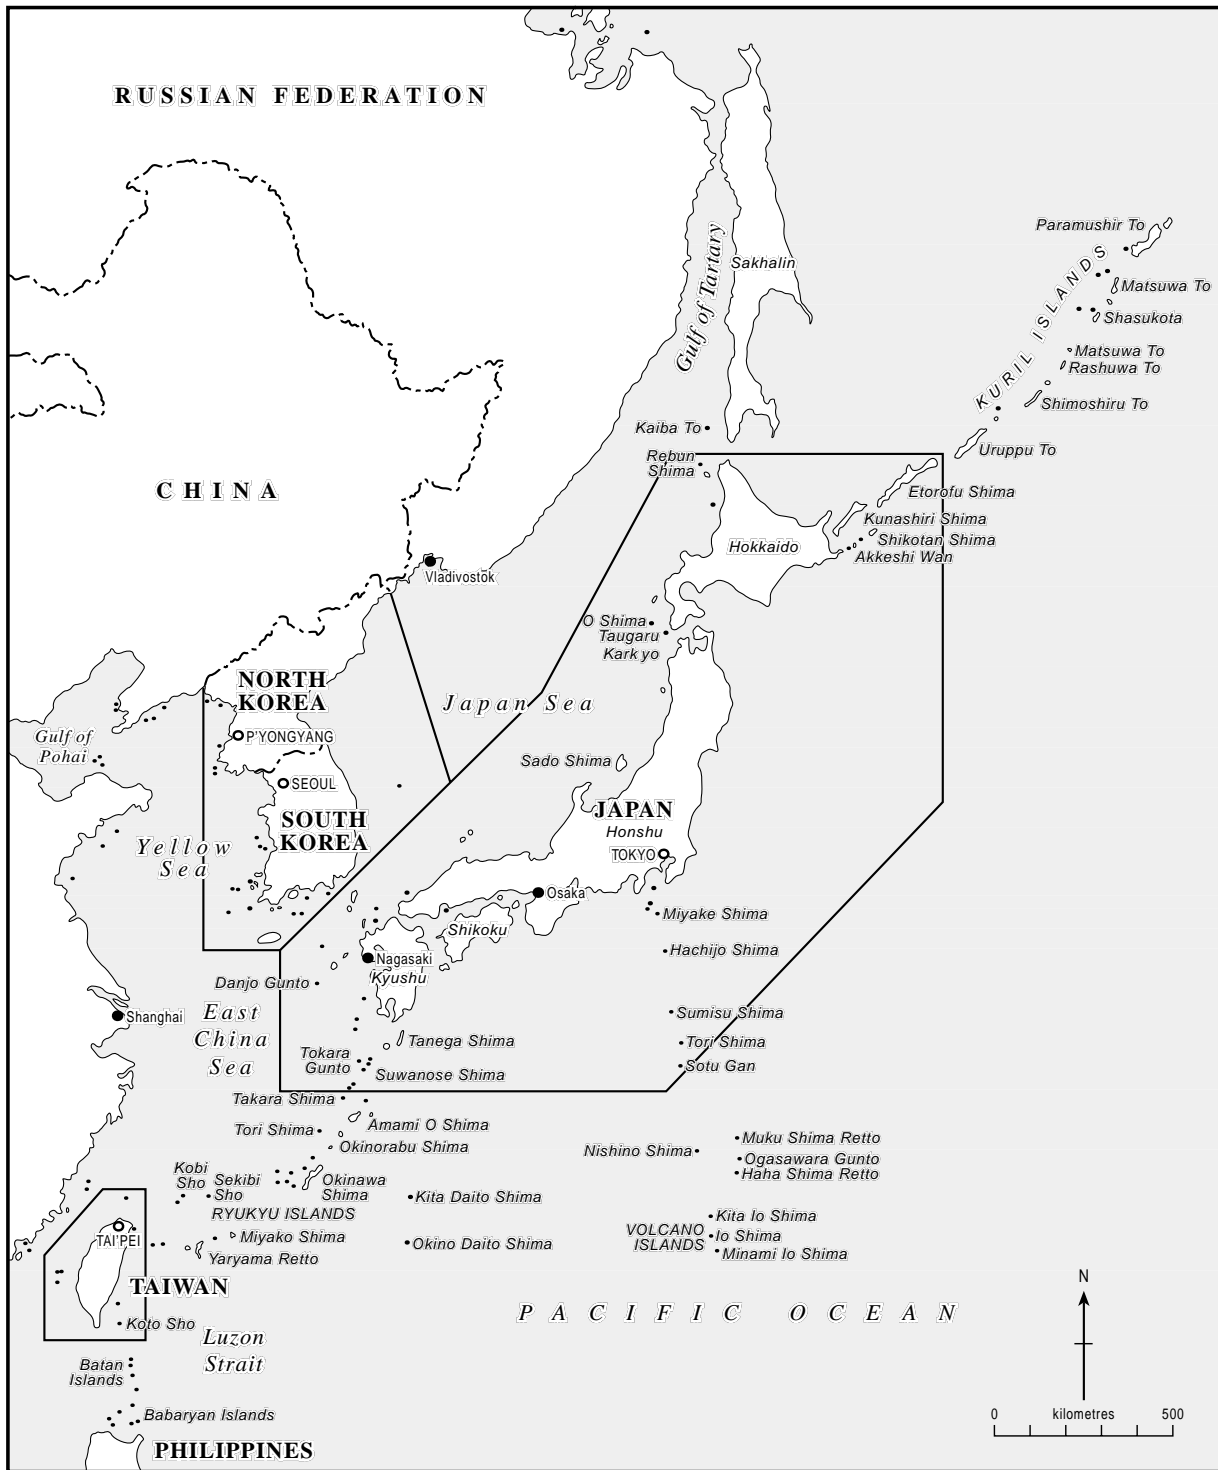 RUSSIAN FEDERATION
Paramushir To
Sakhalin
Gulf of Tartary
KURIL ISLANDS
Matsuwa To
Shasukota
Matsuwa To
Rashuwa To
Shimoshiru To
Kaiba To
Uruppu To
Rebun
Shima
CHINA
Etorofu Shima
Kunashiri Shima
Hokkaido
Shikotan Shima
Akkeshi Wan
Vladivostok
O Shima
Taugaru
Kark yo
NORTH
KOREA
Japan Sea
P'YONGYANG
Gulf of
Pohai
Sado Shima
SEOUL
JAPAN
SOUTH
KOREA
Honshu
Yellow
Sea
TOKYO
Osaka
Miyake Shima
Shikoku
Hachijo Shima
Nagasaki
Kyushu
Danjo Gunto
Shanghai
East
China
Sea
Sumisu Shima
Tanega Shima
Tori Shima
Tokara
Gunto
Sotu Gan
Suwanose Shima
Takara Shima
Amami O Shima
Tori Shima
Okinorabu Shima
Muku Shima Retto
Nishino Shima
Ogasawara Gunto
Haha Shima Retto
Kobi
Sho
Sekibi
Sho
Okinawa
Shima
Kita Daito Shima
RYUKYU ISLANDS
Kita Io Shima
VOLCANO
ISLANDS
Io Shima
Minami Io Shima
TAI'PEI
Miyako Shima
Okino Daito Shima
Yaryama Retto
TAIWAN
N
PACIFIC OCEAN
Koto Sho
Luzon
Strait
Batan
Islands
Babaryan Islands
0 kilometres 500
PHILIPPINES